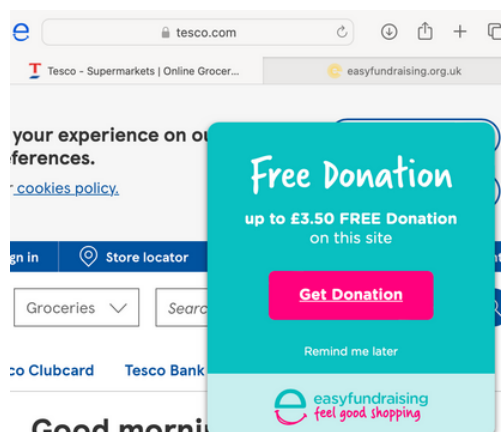 tesco.com
Tesco - Supermarkets | Online Grocer...
easyfundraising.org.uk
your experience on ou
ferences.
cookies policy.
Free Donation
up to £3.50 FREE Donation
on this site
gn in
Store locator
Get Donation
Groceries
Searc
Remind me later
co Clubcard
Tesco Bank
easyfundraising
feel good shopping
Good morni